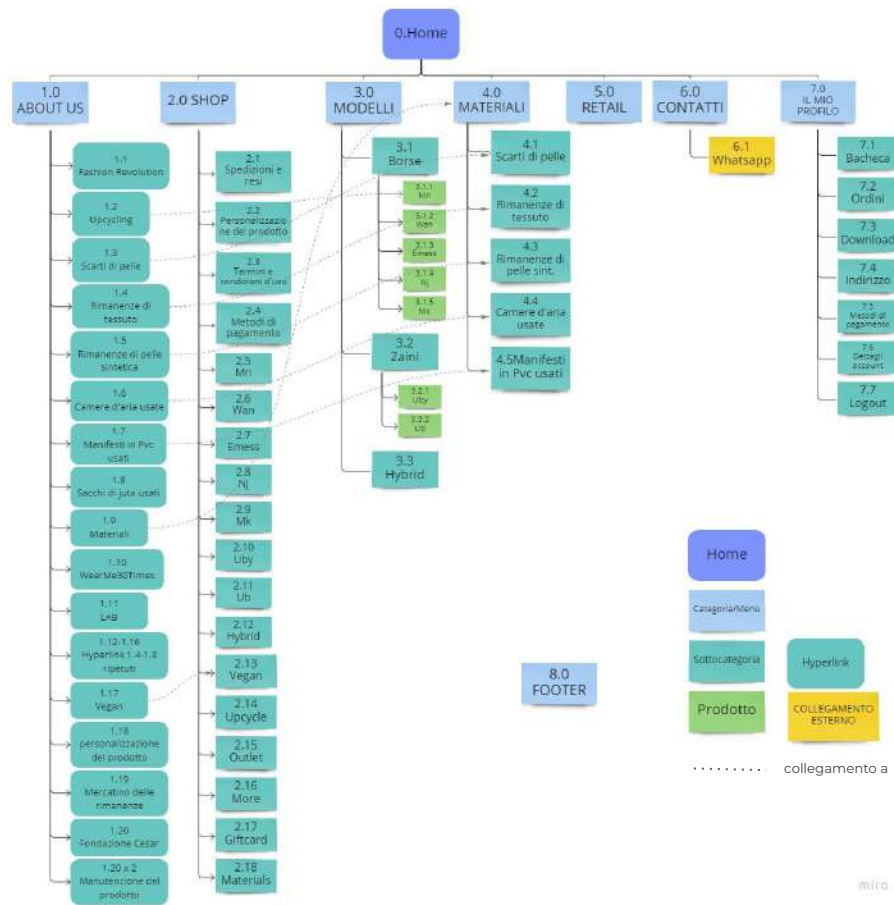 0.Home
1.0
ABOUT US
1.1
Fashion Revolution
1.2
Upcycling
1.3
Scarti di pelle
1.4
Rimanenze di
tessuto
1.5
Rimanenze di pelle
sintetica
1.6
Camere d'aria usate
1.7
Manifesti in Pvc
usati
1.8
Sacchi di juta usati
1.9
Materiali
1.10
WearMe30Times
1.11
LAB
1.12-1.16
Hyperlink 1.4-1.8
ripetuti
1.17
Vegan
1.18
personalizzazione
del prodotto
1.19
Mercatino delle
rimanenze
1.20
Fondazione Cesar
1.20 x 2
Manutenzione del
prodotto
2.0 SHOP
2.1
Spedizioni e
resi
2.2
Personalizzazio
ne del prodotto
2.3
Termini e
condizioni d'uso
2.4
Metodi di
pagamento
2.5
Mri
2.6
Wan
2.7
Emess
2.8
Nj
2.9
Mk
2.10
Uby
2.11
Ub
2.12
Hybrid
2.13
Vegan
2.14
Upcycle
2.15
Outlet
2.16
More
2.17
Giftcard
2.18
Materials
3.0
MODELLI
3.1
Borse
3.1.1
Mri
3.1.2
Wan
3.1.3
Emess
3.1.4
Nj
3.1.5
Mk
3.2
Zaini
3.2.1
Uby
3.2.2
UB
3.3
Hybrid
4.0
MATERIALI
4.1
Scarti di pelle
4.2
Rimanenze di
tessuto
4.3
Rimanenze di
pelle sint.
4.4
Camere d'aria
usate
4.5Manifesti
in Pvc usati
5.0
RETAIL
6.0
CONTATTI
6.1
Whatsapp
7.0
IL MIO
PROFILO
7.1
Bacheca
7.2
Ordini
7.3
Download
7.4
Indirizzo
7.5
Metodi di
pagamento
7.6
Dettagli
account
7.7
Logout
8.0
FOOTER
Home
Categoria/Menù
Sottocategoria
Hyperlink
Prodotto
COLLEGAMENTO
ESTERNO
collegamento a
miro